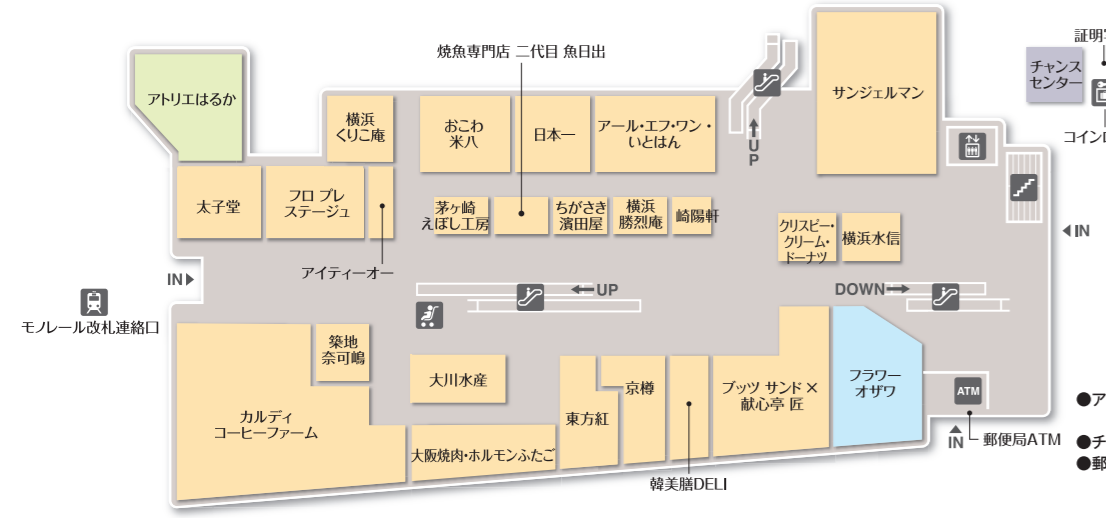 焼魚専門店 二代目 魚日出
アトリエはるか
横浜
くりこ庵
おこわ
米八
日本一
アール・エフ・ワン・
いとはん
UP
サンジェルマン
チャンス
センター
太子堂
フロ プレ
ステージュ
茅ヶ崎
えぼし工房
ちがさき
濱田屋
横浜
勝烈庵
崎陽軒
クリスピー・
クリーム・
ドーナツ
横浜水信
IN
アイティーオー
IN
UP
DOWN
モノレール改札連絡口
築地
奈可嶋
大川水産
カルディ
コーヒーファーム
大阪焼肉・ホルモンふたご
東方紅
京樽
ブッツ サンド×
献心亭 匠
フラワー
オザワ
ATM
IN
郵便局ATM
韓美膳DELI
●ア
●チ
●郵